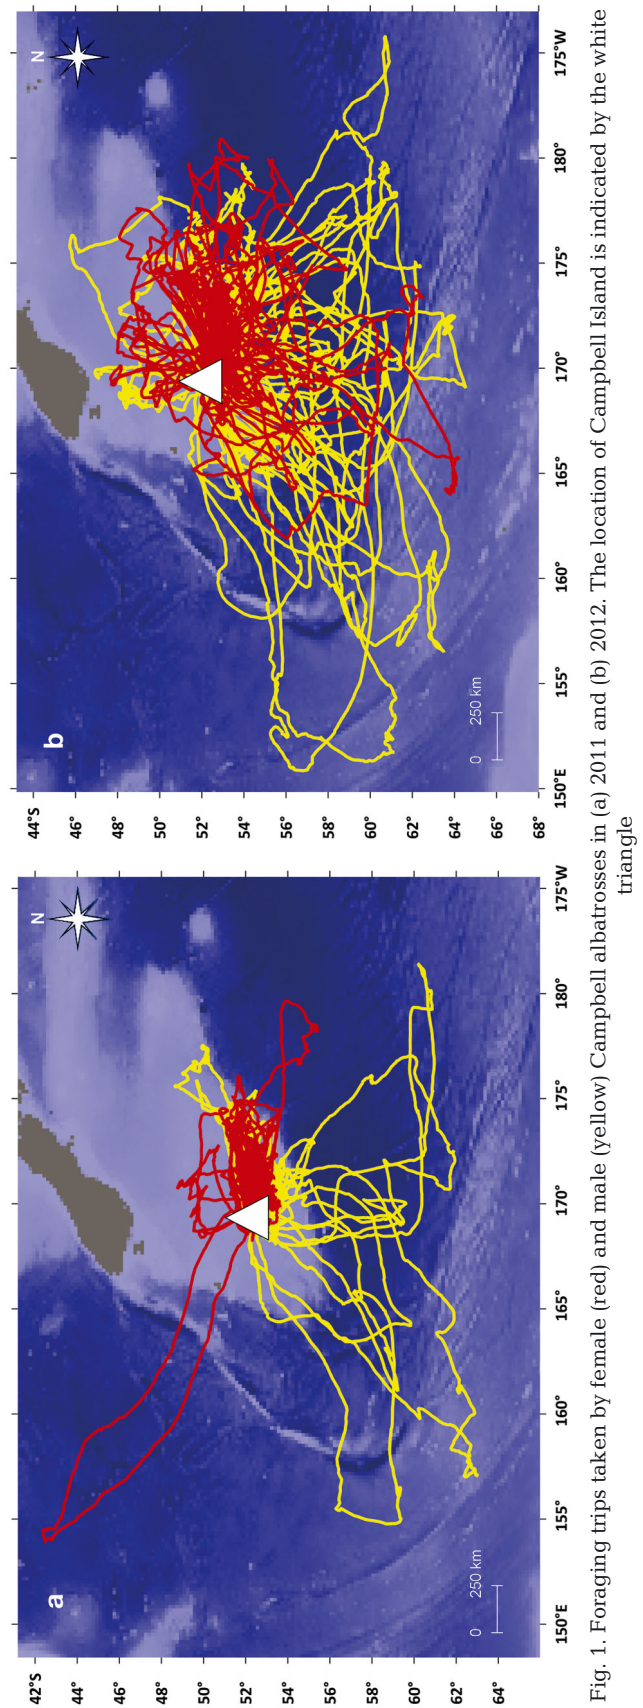 a
N
42°S
44°
46°
48°
50°
52°
54°
56°
58°
60°
62°
64°
0 250 km
150°E
155°
160°
165°
170°
175°
180°
175°W
b
N
44°S
46°
48°
50°
52°
54°
56°
58°
60°
62°
64°
66°
68°
0 250 km
150°E
155°
160°
165°
170°
175°
180°
175°W
Fig. 1. Foraging trips taken by female (red) and male (yellow) Campbell albatrosses in (a) 2011 and (b) 2012. The location of Campbell Island is indicated by the white
triangle